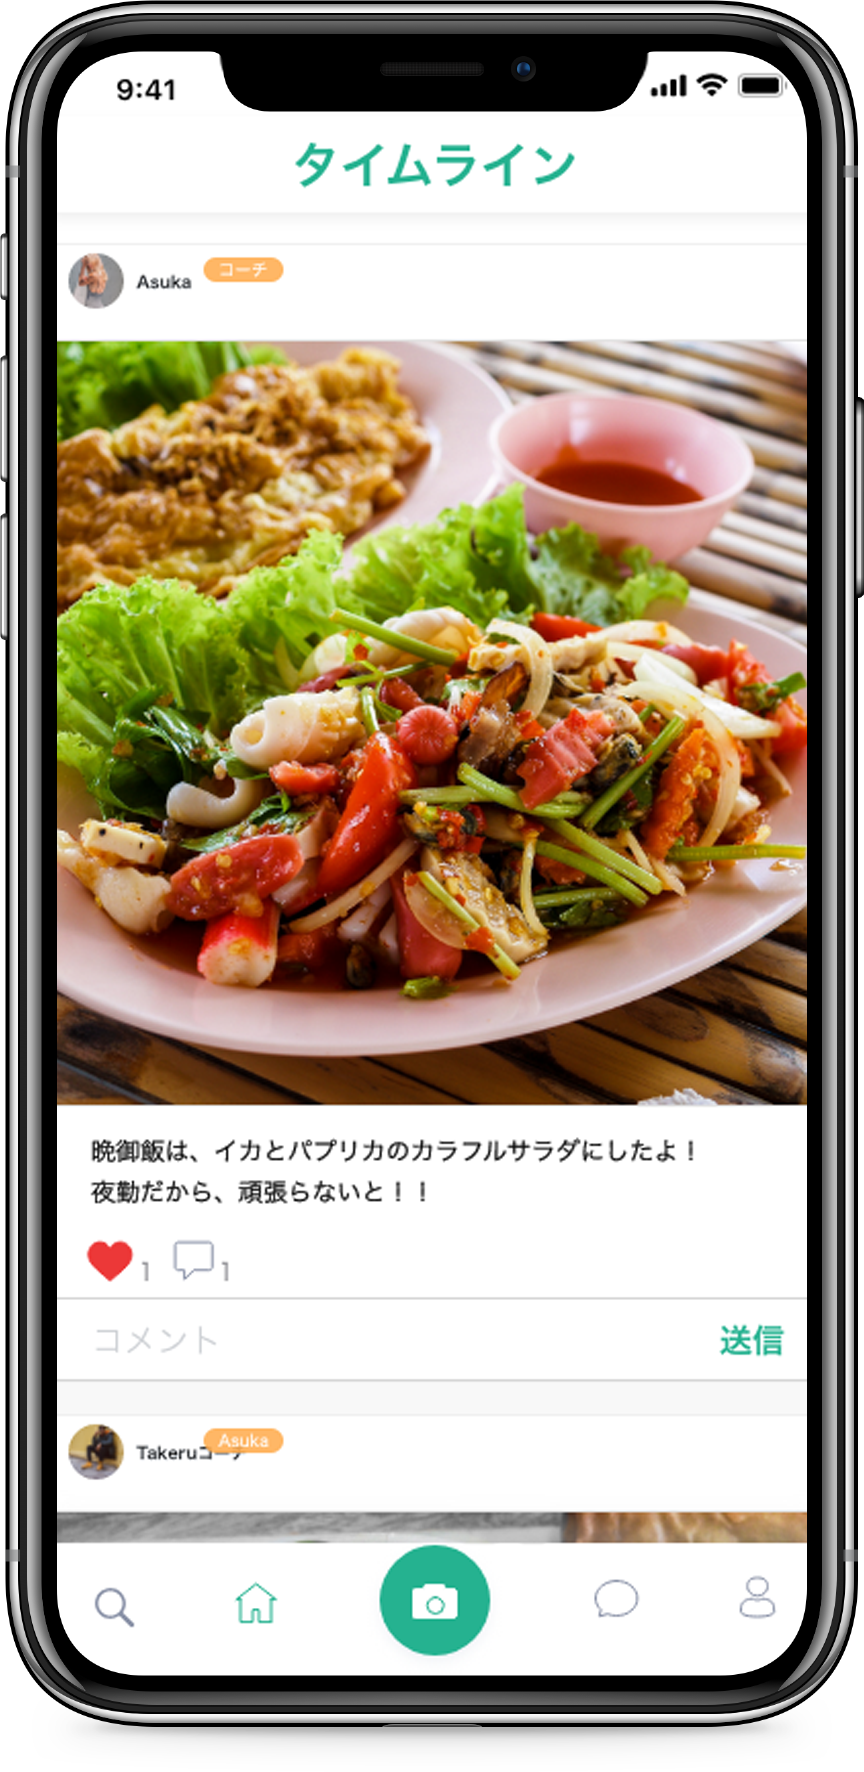 9:41
タイムライン
Asuka コーチ
晩御飯は、イカとパプリカのカラフルサラダにしたよ！
夜勤だから、頑張らないと！！
1 1
コメント 送信
Takeruコーチ Asuka